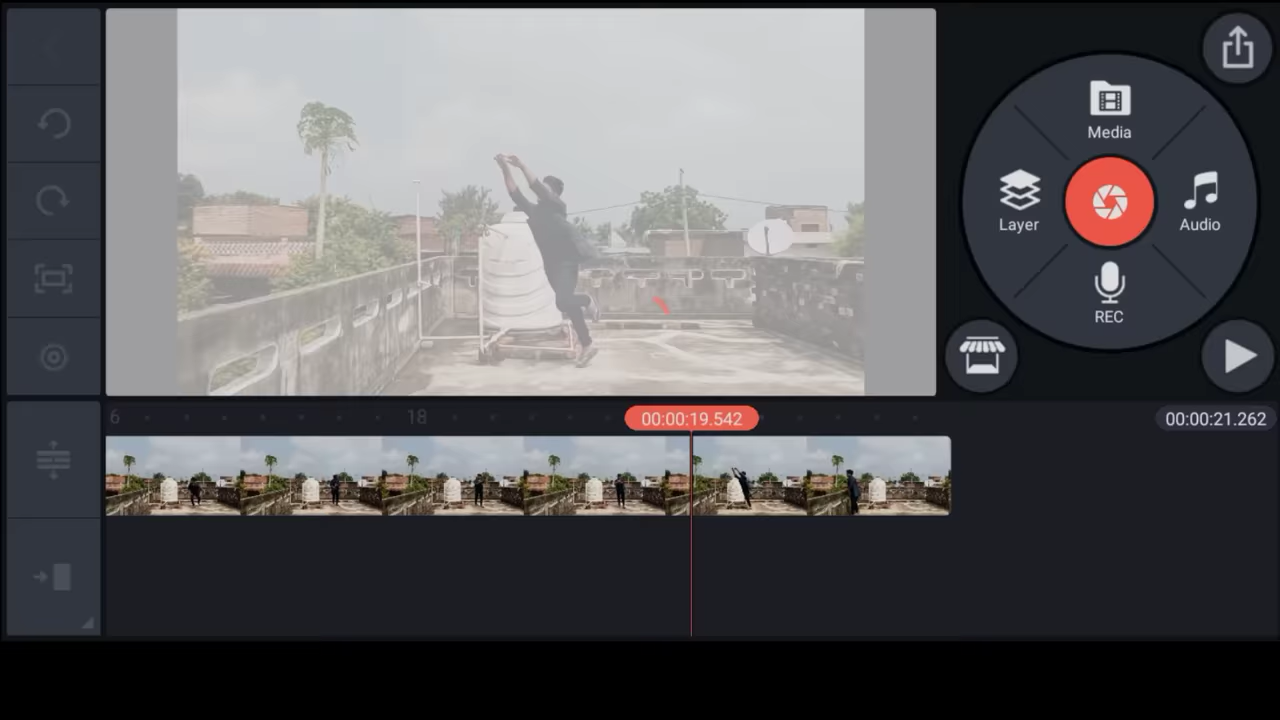 Media
Layer
Audio
REC
6
18
00:00:19.542
00:00:21.262